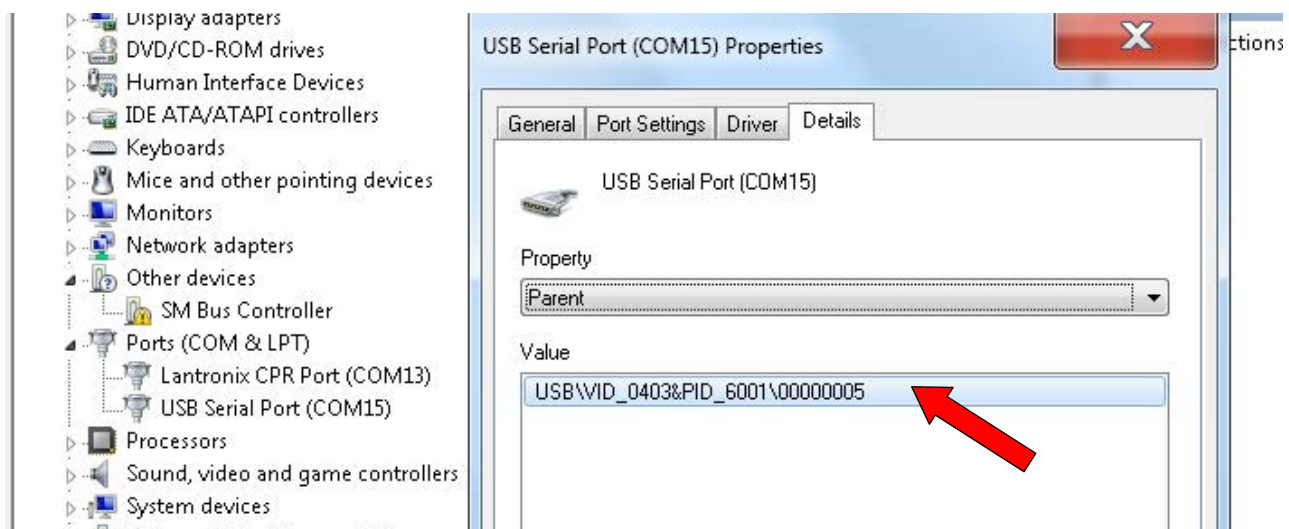 Display adapters
DVD/CD-ROM drives
Human Interface Devices
IDE ATA/ATAPI controllers
Keyboards
Mice and other pointing devices
Monitors
Network adapters
Other devices
SM Bus Controller
Ports (COM & LPT)
Lantronix CPR Port (COM13)
USB Serial Port (COM15)
Processors
Sound, video and game controllers
System devices
USB Serial Port (COM15) Properties
General Port Settings Driver Details
USB Serial Port (COM15)
Property
Parent
Value
USB\VID_0403&PID_6001\00000005
ctions